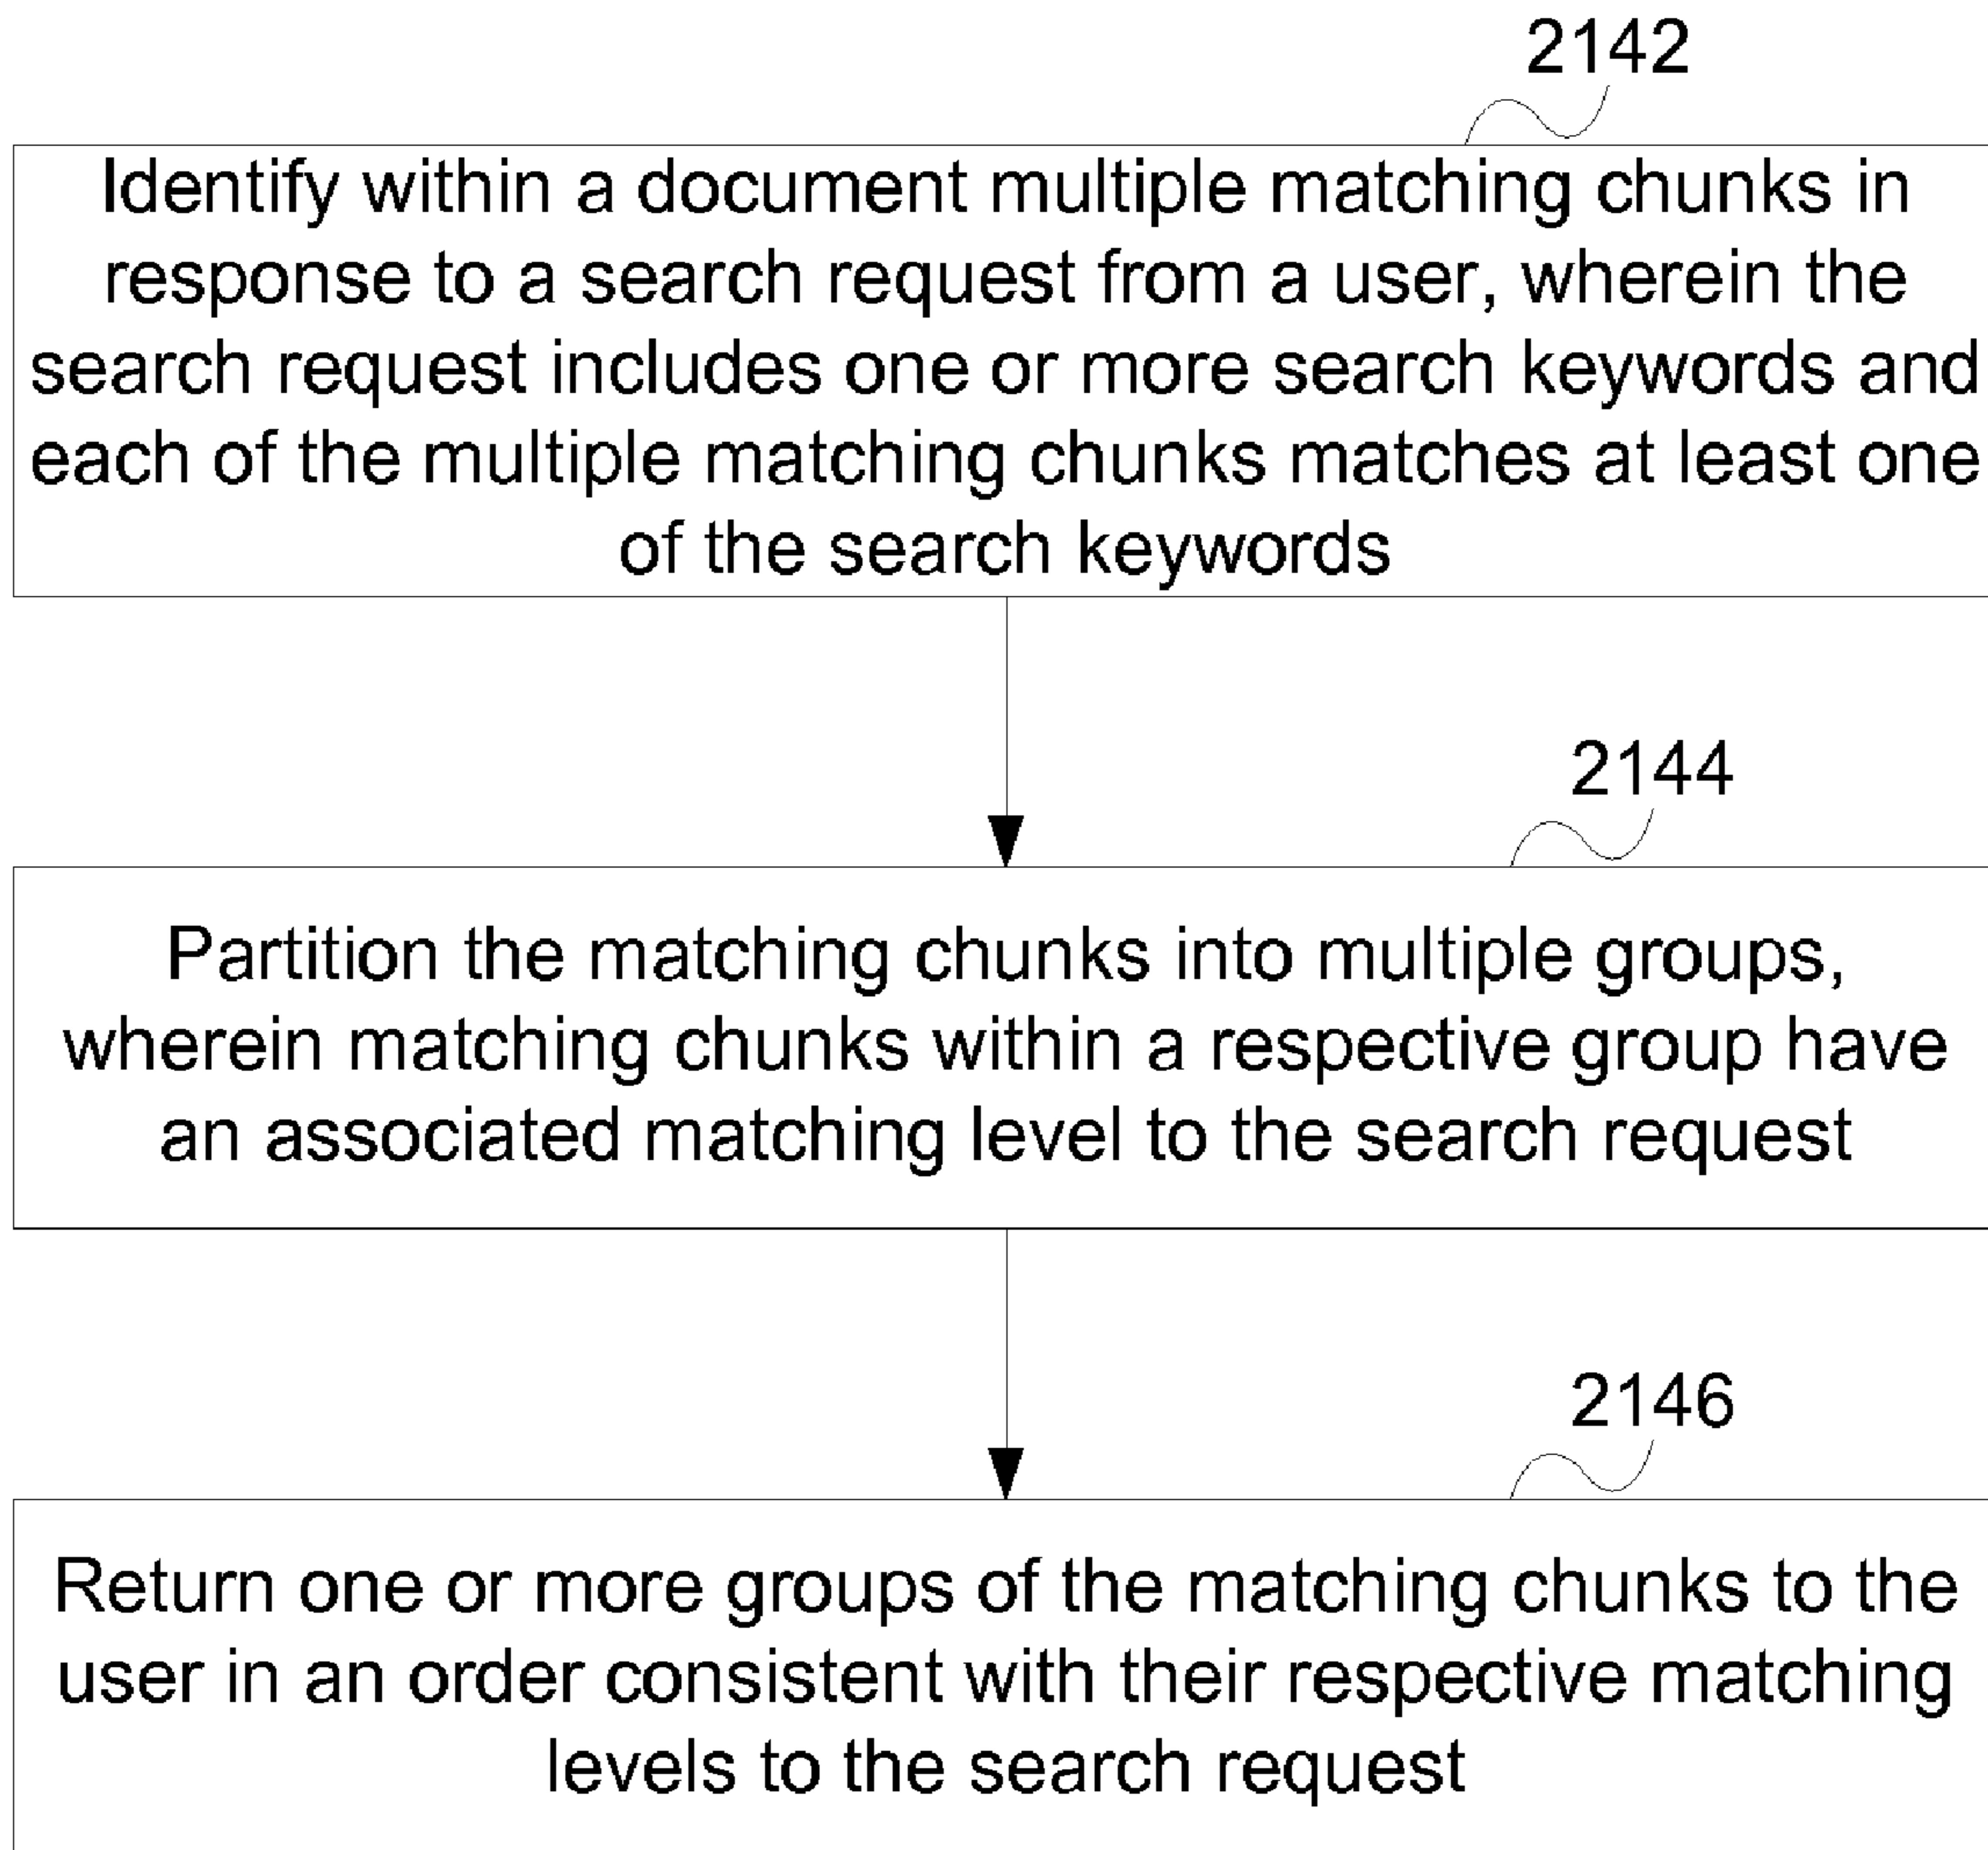 2142
Identify within a document multiple matching chunks in
response to a search request from a user, wherein the
search request includes one or more search keywords and
each of the multiple matching chunks matches at least one
of the search keywords
2144
Partition the matching chunks into multiple groups,
wherein matching chunks within a respective group have
an associated matching level to the search request
2146
Return one or more groups of the matching chunks to the
user in an order consistent with their respective matching
levels to the search request